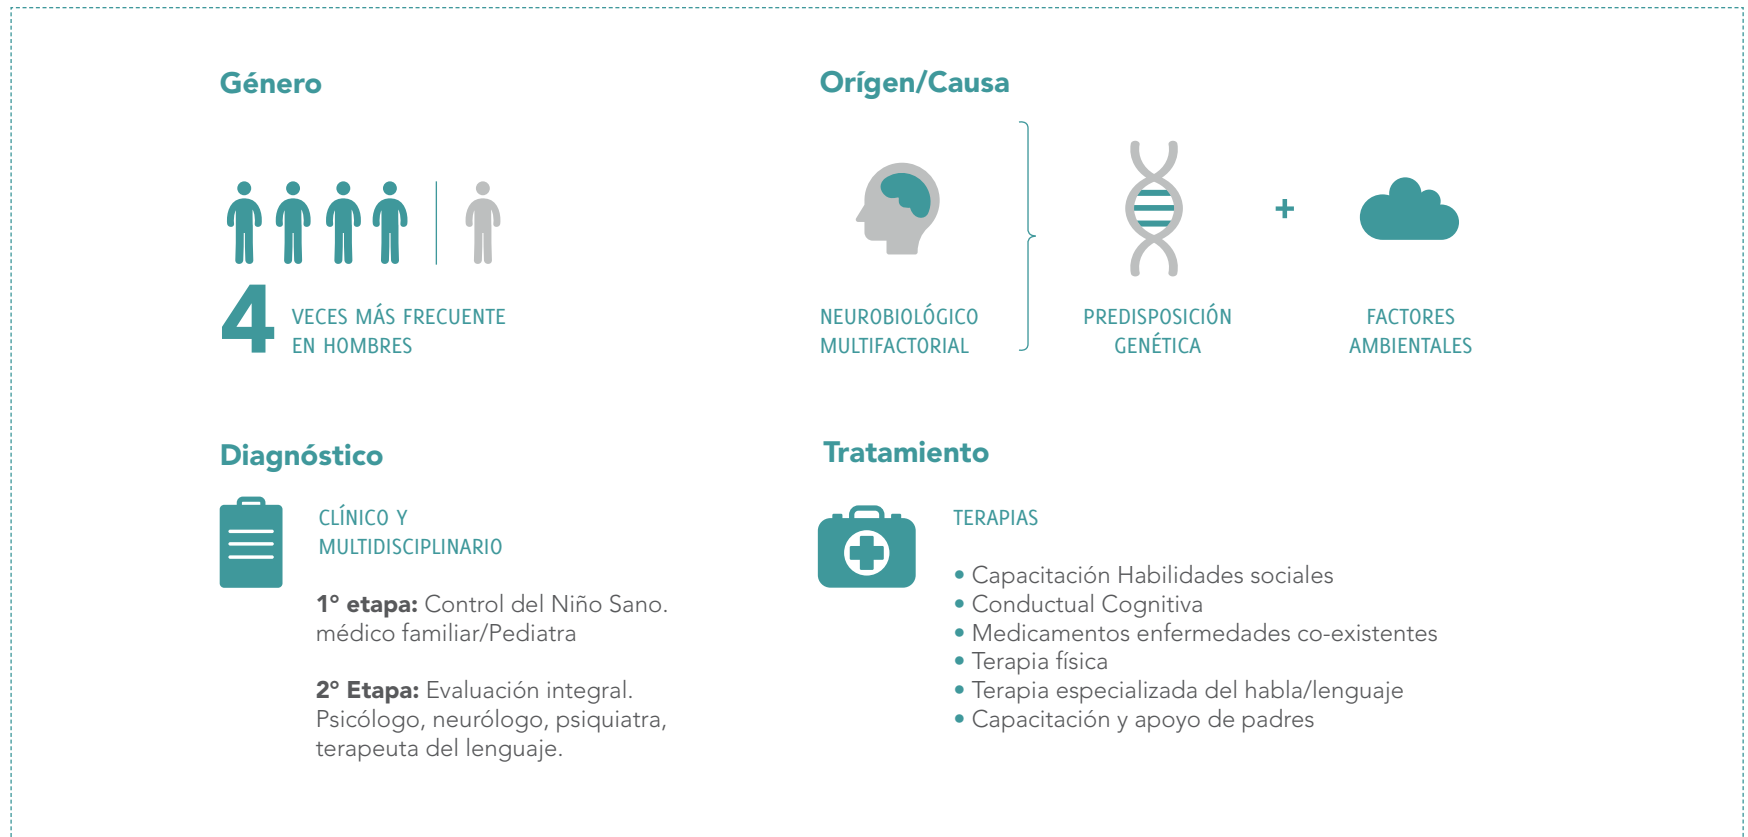 Género
4 VECES MÁS FRECUENTE
EN HOMBRES
Orígen/Causa
NEUROBIOLÓGICO
MULTIFACTORIAL
PREDISPOSICIÓN
GENÉTICA
+
FACTORES
AMBIENTALES
Diagnóstico
CLÍNICO Y
MULTIDISCIPLINARIO
1° etapa: Control del Niño Sano.
médico familiar/Pediatra
2° Etapa: Evaluación integral.
Psicólogo, neurólogo, psiquiatra,
terapeuta del lenguaje.
Tratamiento
TERAPIAS
• Capacitación Habilidades sociales
• Conductual Cognitiva
• Medicamentos enfermedades co-existentes
• Terapia física
• Terapia especializada del habla/lenguaje
• Capacitación y apoyo de padres